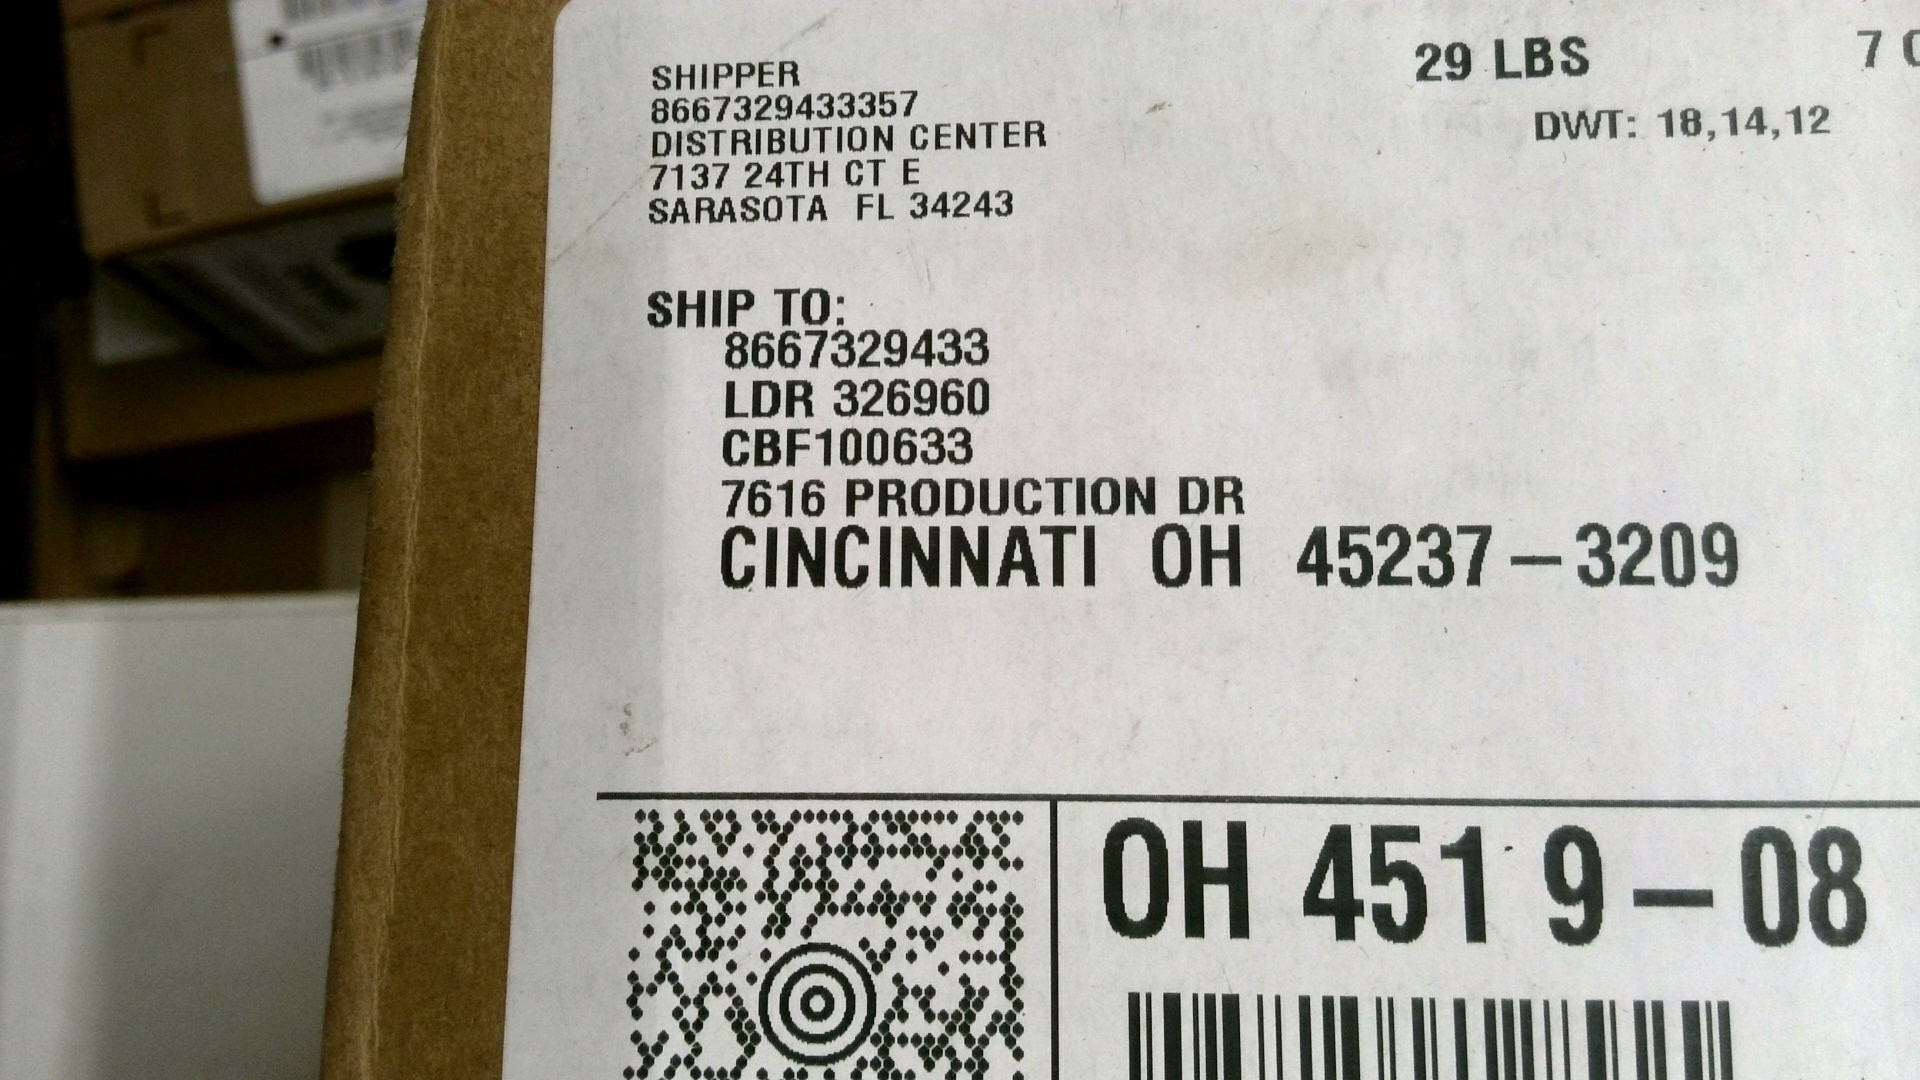 SHIPPER
8667329433357
DISTRIBUTION CENTER
7137 24TH CT E
SARASOTA FL 34243
29 LBS
7
DWT: 18,14,12
SHIP TO:
8667329433
LDR 326960
CBF100633
7616 PRODUCTION DR
CINCINNATI OH 45237-3209
OH 451 9-08